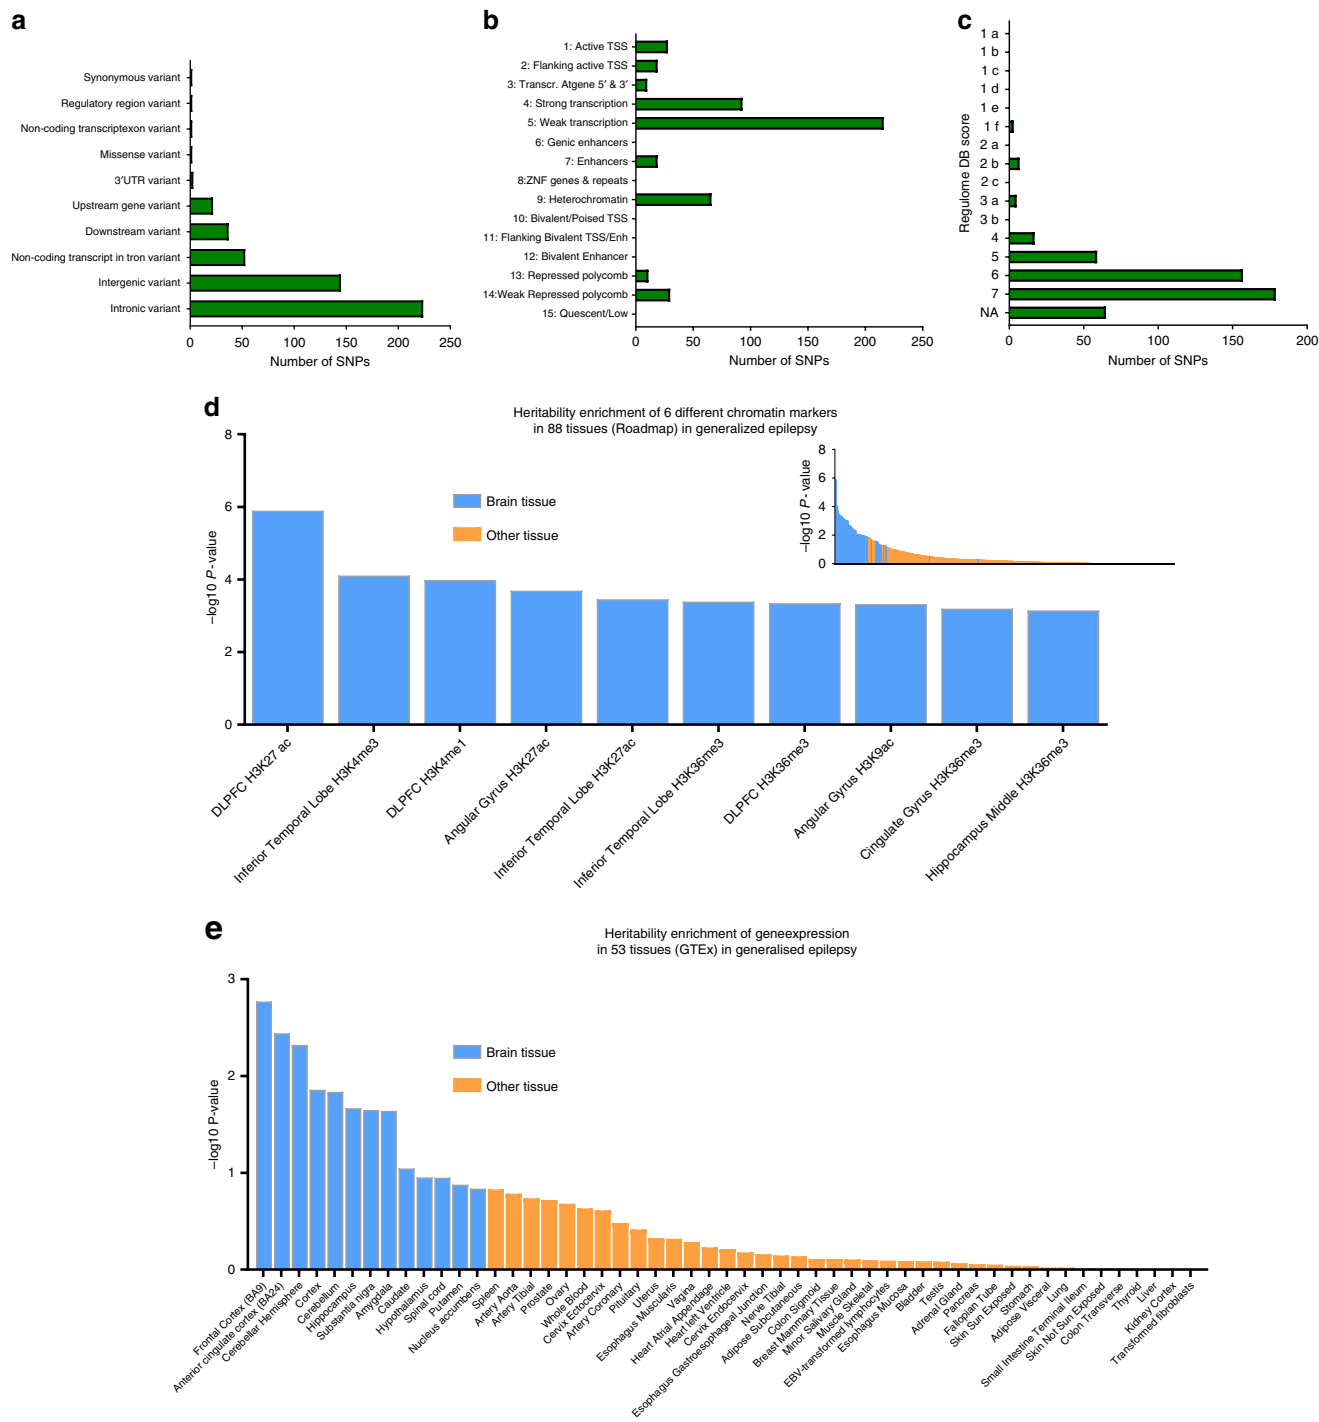 a
Synonymous variant
Regulatory region variant
Non-coding transcriptexon variant
Missense variant
3′UTR variant
Upstream gene variant
Downstream variant
Non-coding transcript in tron variant
Intergenic variant
Intronic variant
0 50 100 150 200 250
Number of SNPs
b
1: Active TSS
2: Flanking active TSS
3: Transcr. Atgene 5′ & 3′
4: Strong transcription
5: Weak transcription
6: Genic enhancers
7: Enhancers
8:ZNF genes & repeats
9: Heterochromatin
10: Bivalent/Poised TSS
11: Flanking Bivalent TSS/Enh
12: Bivalent Enhancer
13: Repressed polycomb
14:Weak Repressed polycomb
15: Quescent/Low
0 50 100 150 200 250
Number of SNPs
c
Regulome DB score
1 a
1 b
1 c
1 d
1 e
1 f
2 a
2 b
2 c
3 a
3 b
4
5
6
7
NA
0 50 100 150 200
Number of SNPs
d
Heritability enrichment of 6 different chromatin markers
in 88 tissues (Roadmap) in generalized epilepsy
–log10 P-value
8
6
4
2
0
Brain tissue
Other tissue
–log10 P- value
8
6
4
2
0
DLPFC H3K27 ac
Inferior Temporal Lobe H3K4me3
DLPFC H3K4me1
Angular Gyrus H3K27ac
Inferior Temporal Lobe H3K27ac
Inferior Temporal Lobe H3K36me3
DLPFC H3K36me3
Angular Gyrus H3K9ac
Cingulate Gyrus H3K36me3
Hippocampus Middle H3K36me3
e
Heritability enrichment of geneexpression
in 53 tissues (GTEx) in generalised epilepsy
–log10 P-value
3
2
1
0
Brain tissue
Other tissue
Frontal Cortex (BA9)
Anterior cingulate cortex (BA24)
Cerebellar Hemisphere
Cortex
Cerebellum
Hippocampus
Substantia nigra
Amygdala
Caudate
Hypothalamus
Spinal cord
Putamen
Nucleus accumbens
Spleen
Artery Aorta
Artery Tibial
Prostate
Ovary
Whole Blood
Cervix Ectocervix
Artery Coronary
Pituitary
Uterus
Esophagus Muscularis
Vagina
Heart Atrial Appendage
Heart left Ventricle
Cervix Endocervix
Esophagus Gastroesophageal Junction
Nerve Tibial
Adipose Subcutaneous
Colon Sigmoid
Breast Mammary Tissue
Minor Salivary Gland
Muscle Skeletal
EBV-transformed lymphocytes
Esophagus Mucosa
Bladder
Testis
Adrenal Gland
Pancreas
Fallopian Tube
Skin Sun Exposed
Stomach
Adipose Visceral
Lung
Small Intestine Terminal Ileum
Skin Not Sun Exposed
Colon Transverse
Thyroid
Liver
Kidney Cortex
Transformed fibroblasts